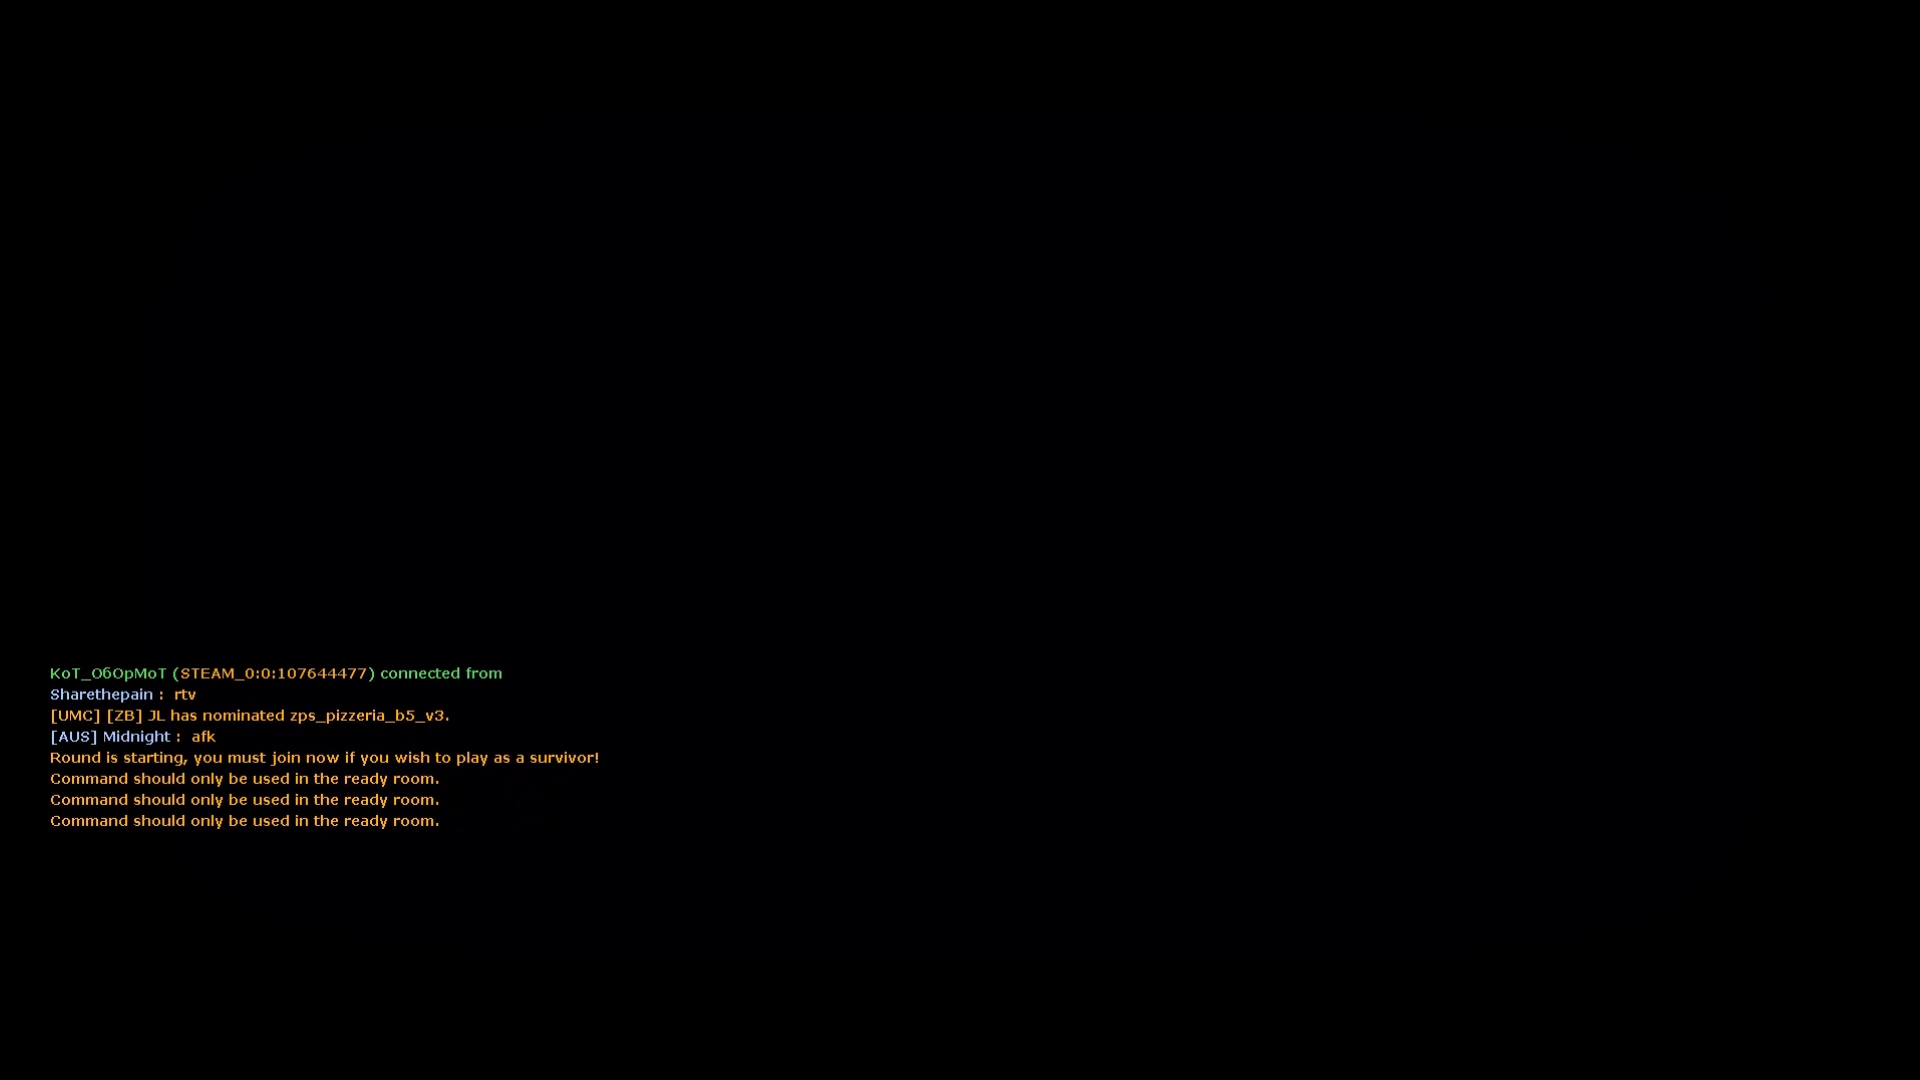 KoT_O6OpMoT (STEAM_0:0:107644477) connected from
Sharethepain :  rtv
[UMC] [ZB] JL has nominated zps_pizzeria_b5_v3.
[AUS] Midnight :  afk
Round is starting, you must join now if you wish to play as a survivor!
Command should only be used in the ready room.
Command should only be used in the ready room.
Command should only be used in the ready room.